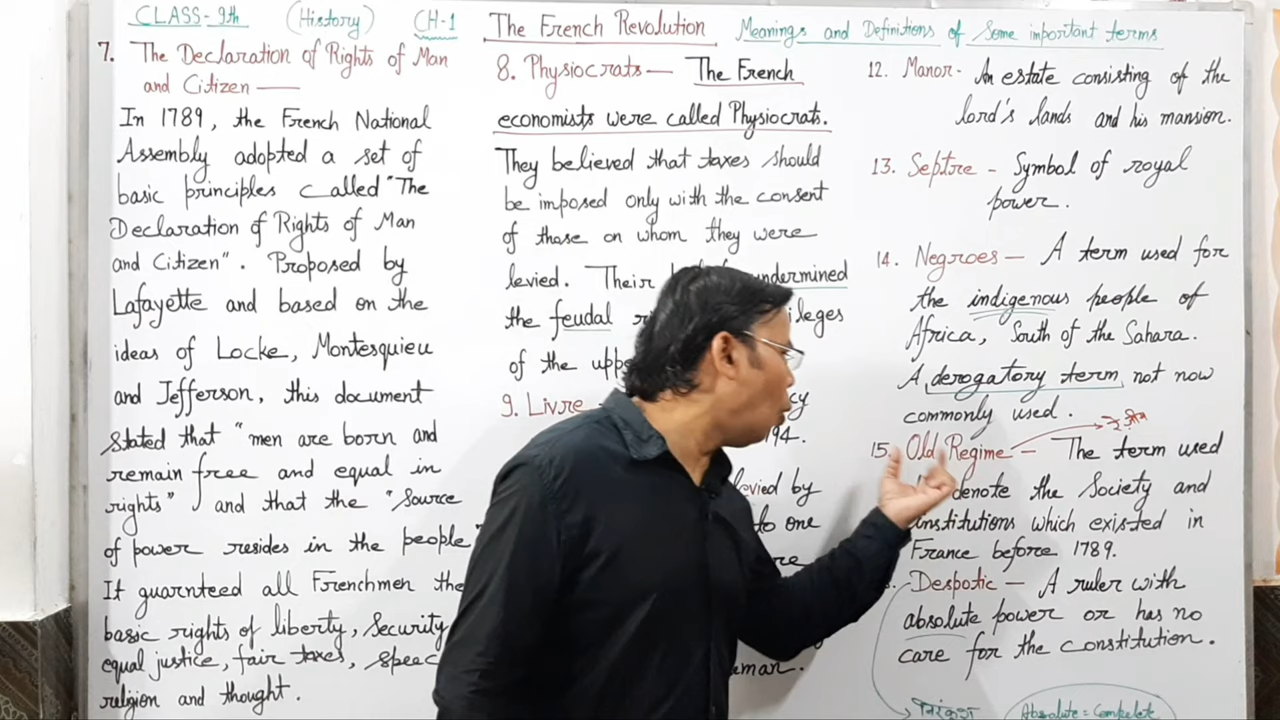 CLASS-9th (History) CH-1 The French Revolution Meanings and Definitions of Some important terms
7. The Declaration of Rights of Man
and Citizen —
In 1789, the French National
Assembly adopted a set of
basic principles called "The
Declaration of Rights of Man
and Citizen". Proposed by
Lafayette and based on the
ideas of Locke, Montesquieu
and Jefferson, this document
stated that "men are born and
remain free and equal in
rights" and that the "Source
of power resides in the people"
It guarnteed all Frenchmen the
basic rights of liberty, Security
equal justice, fair taxes, speec
religion and thought.
8. Physiocrats — The French
economists were called Physiocrats.
They believed that taxes should
be imposed only with the consent
of those on whom they were
levied. Their undermined
the feudal ileges
of the upp
9. Livre cy
94.
levied by
to one
re
eman.
12. Manor - An estate consisting of the
lord's lands and his mansion.
13. Septre - Symbol of royal
power.
14. Negroes — A term used for
the indigenous people of
Africa, South of the Sahara.
A derogatory term not now
commonly used.
15. Old Regime — The term used
denote the Society and
institutions which existed in
France before 1789.
Despotic — A ruler with
absolute power or has no
care for the constitution.
निरंकुश Absolute = Complete